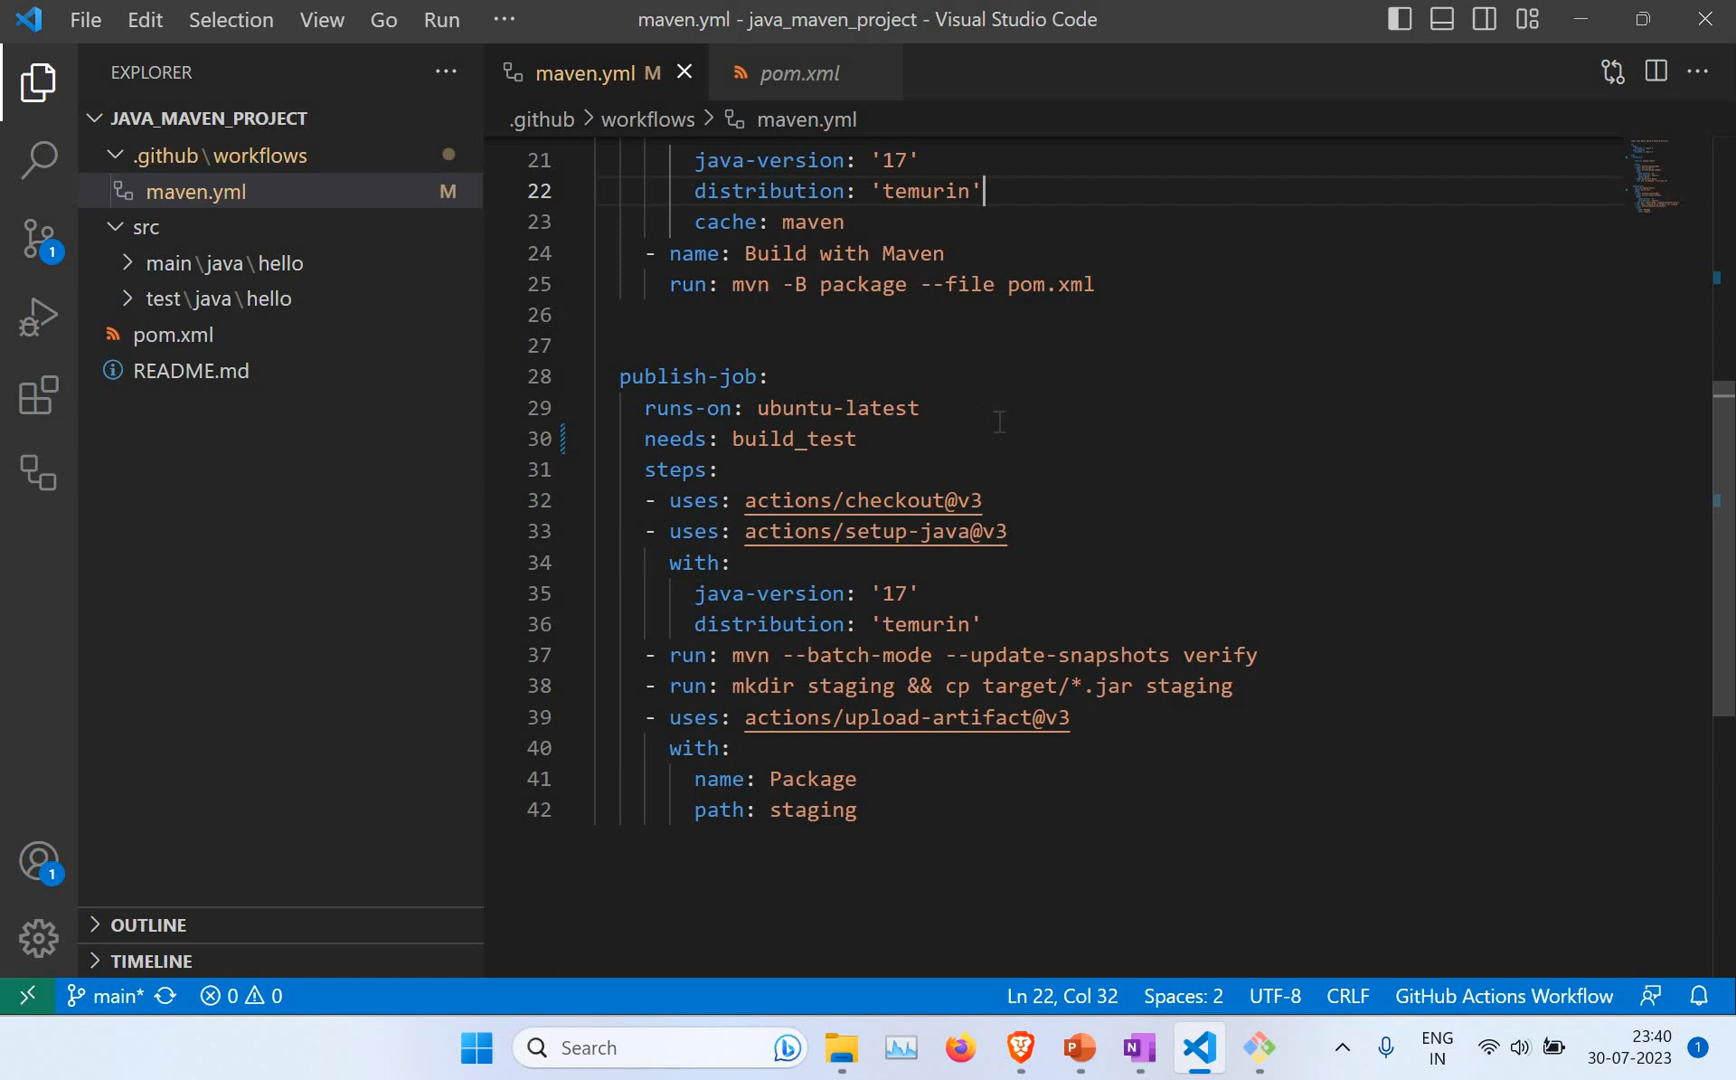 File Edit Selection View Go Run ··· maven.yml - java_maven_project - Visual Studio Code
EXPLORER ···
JAVA_MAVEN_PROJECT
.github\workflows
maven.yml M
src
main\java\hello
test\java\hello
pom.xml
README.md
OUTLINE
TIMELINE
1
1
maven.yml M pom.xml
.github > workflows > maven.yml
21 java-version: '17'
22 distribution: 'temurin'
23 cache: maven
24 - name: Build with Maven
25 run: mvn -B package --file pom.xml
26
27
28 publish-job:
29 runs-on: ubuntu-latest
30 needs: build_test
31 steps:
32 - uses: actions/checkout@v3
33 - uses: actions/setup-java@v3
34 with:
35 java-version: '17'
36 distribution: 'temurin'
37 - run: mvn --batch-mode --update-snapshots verify
38 - run: mkdir staging && cp target/*.jar staging
39 - uses: actions/upload-artifact@v3
40 with:
41 name: Package
42 path: staging
main* 0 0 Ln 22, Col 32 Spaces: 2 UTF-8 CRLF GitHub Actions Workflow
Search
ENG
IN
23:40
30-07-2023
1